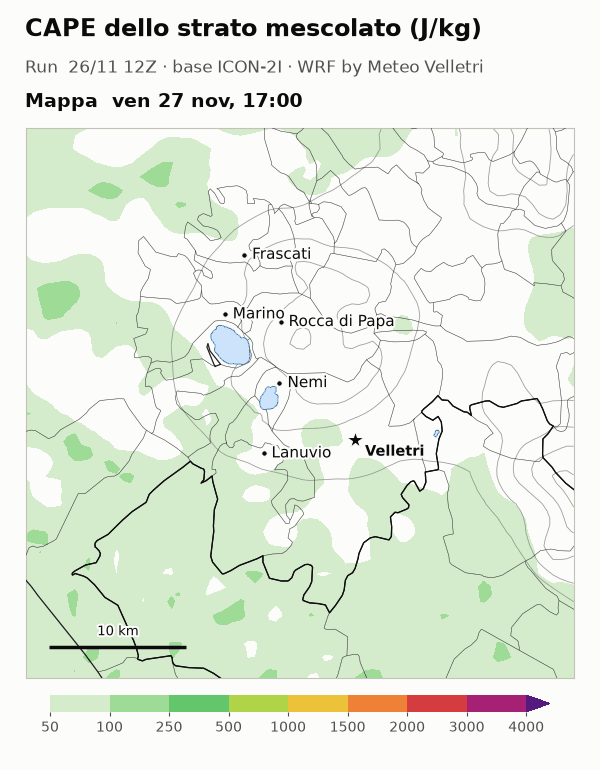 CAPE dello strato mescolato (J/kg)
Run  26/11 12Z · base ICON-2I · WRF by Meteo Velletri
Mappa  ven 27 nov, 17:00
Frascati
Marino
Rocca di Papa
Nemi
Velletri
Lanuvio
10 km
50 100 250 500 1000 1500 2000 3000 4000